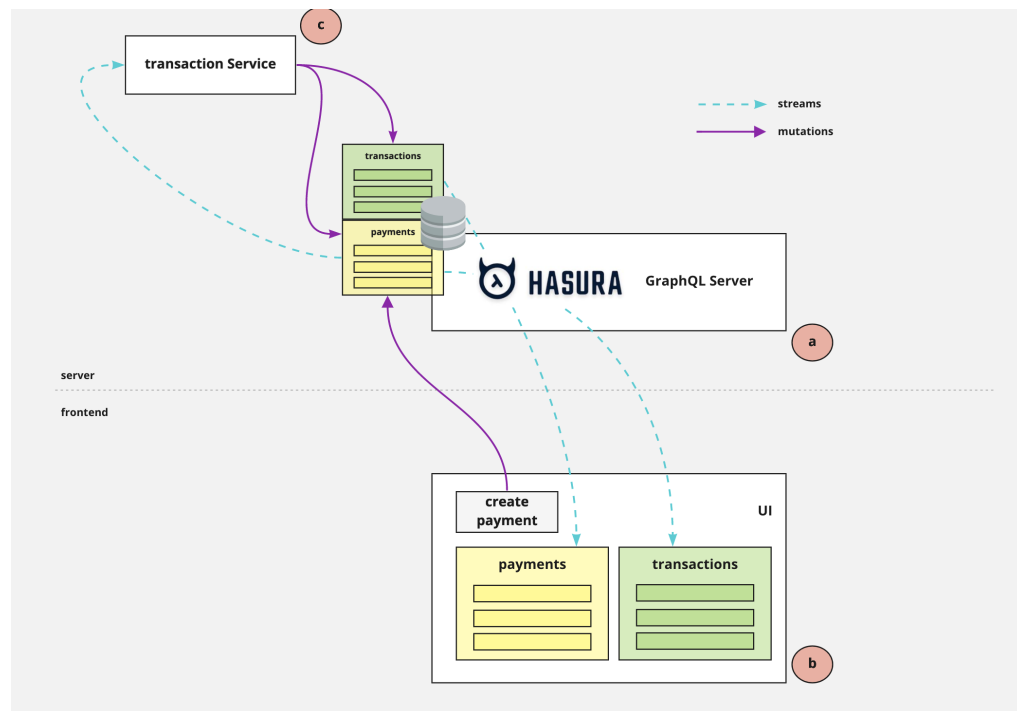 c
transaction Service
streams
mutations
transactions
payments
HASURA
GraphQL Server
a
server
frontend
create
payment
UI
payments
transactions
b